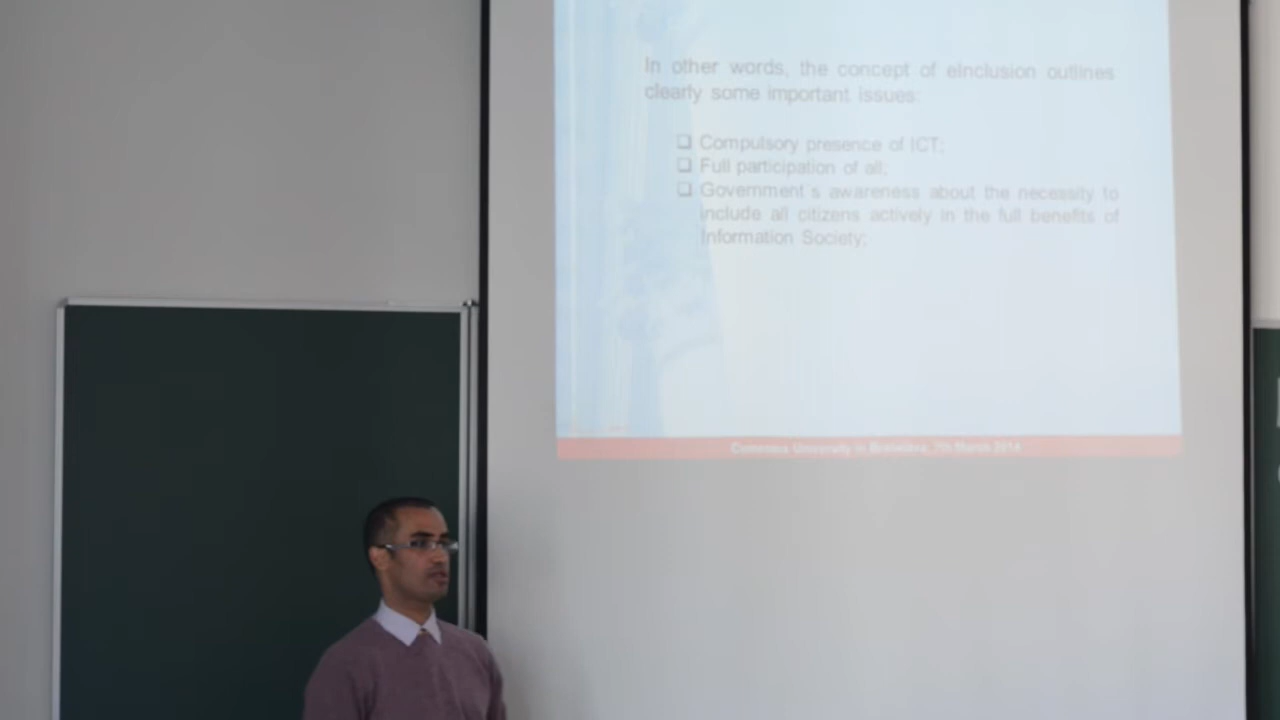 In other words, the concept of eInclusion outlines
clearly some important issues:
❑ Compulsory presence of ICT;
❑ Full participation of all;
❑ Government s awareness about the necessity to
include all citizens actively in the full benefits of
Information Society;
Comenius University in Bratislava, 7th March 2014